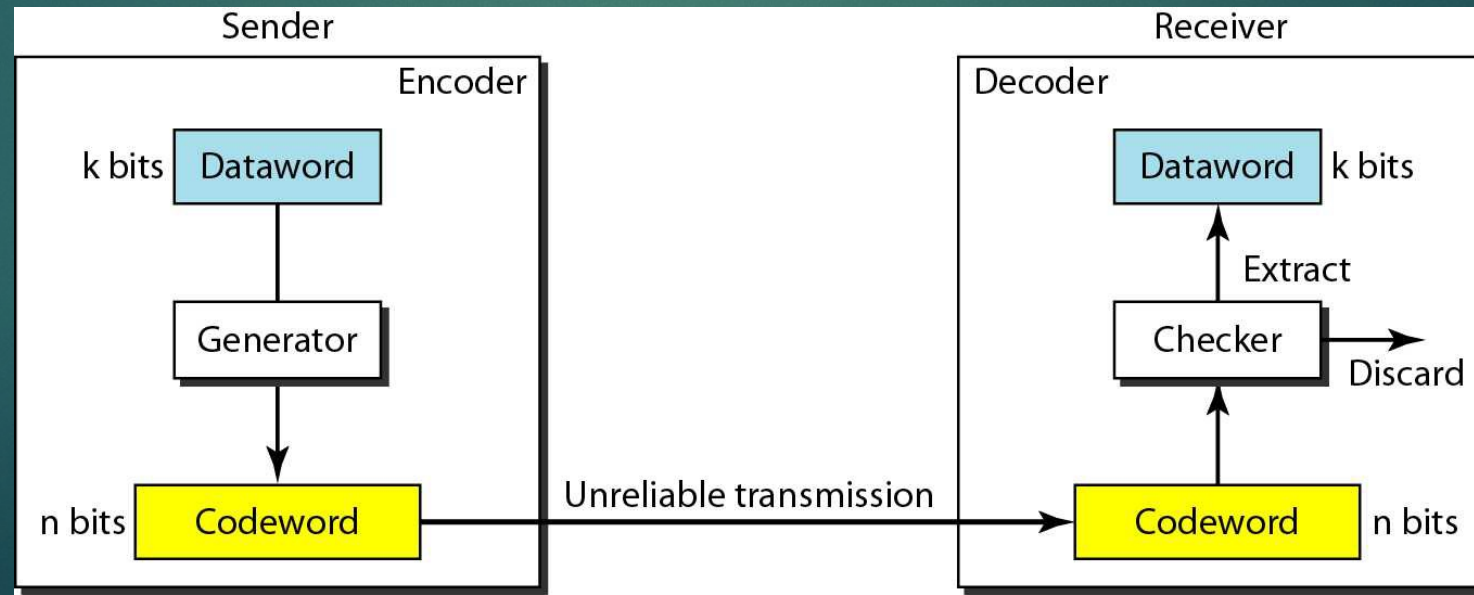 Sender
Receiver
Encoder
Decoder
k bits
Dataword
Dataword
k bits
Extract
Generator
Checker
Discard
Unreliable transmission
n bits
Codeword
Codeword
n bits